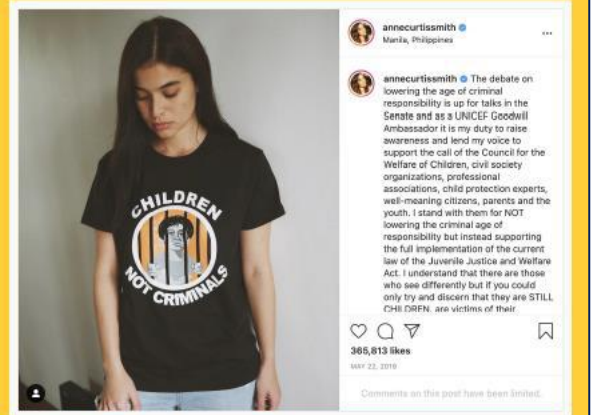 annecurtissmith
Manila, Philippines
annecurtissmith The debate on
lowering the age of criminal
responsibility is up for talks in the
Senate and as a UNICEF Goodwill
Ambassador it is my duty to raise
awareness and lend my voice to
support the call of the Council for the
Welfare of Children, civil society
organizations, professional
associations, child protection experts,
well-meaning citizens, parents and the
youth. I stand with them for NOT
lowering the criminal age of
responsibility but instead supporting
the full implementation of the current
law of the Juvenile Justice and Welfare
Act. I understand that there are those
who see differently but if you could
only try and discern that they are STILL
CHILDREN, are victims of their
365,813 likes
MAY 22, 2018
Comments on this post have been limited.
CHILDREN
NOT CRIMINALS